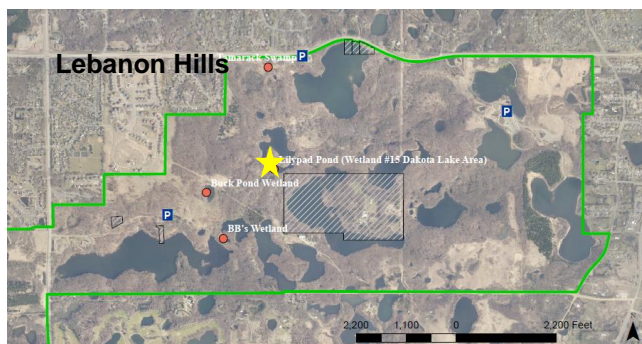 Lebanon Hills
Tamarack Swamp
P
P
Lilypad Pond (Wetland #15 Dakota Lake Area)
Buck Pond Wetland
P
BB's Wetland
N
2,200 1,100 0 2,200 Feet